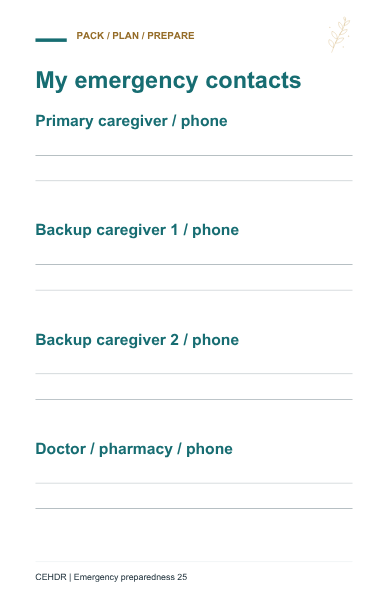 PACK / PLAN / PREPARE
My emergency contacts
Primary caregiver / phone
Backup caregiver 1 / phone
Backup caregiver 2 / phone
Doctor / pharmacy / phone
CEHDR | Emergency preparedness 25